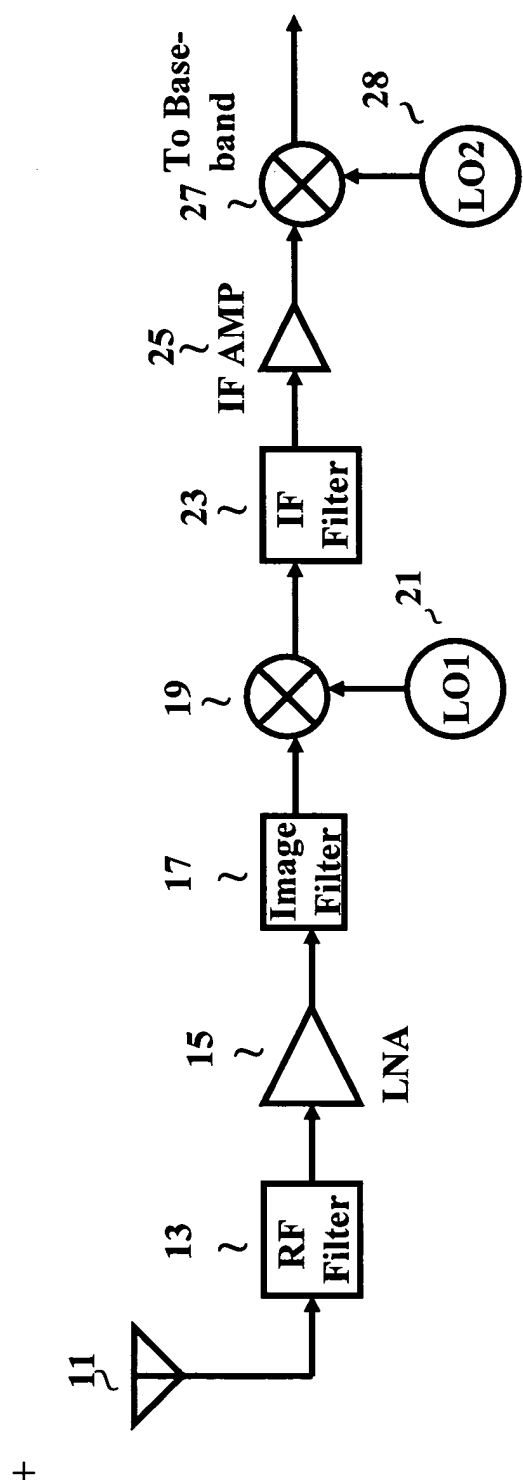 11
13
RF
Filter
15
LNA
17
Image
Filter
19
LO1
21
23
IF
Filter
25
IF AMP
27
To Base-
band
LO2
28
+